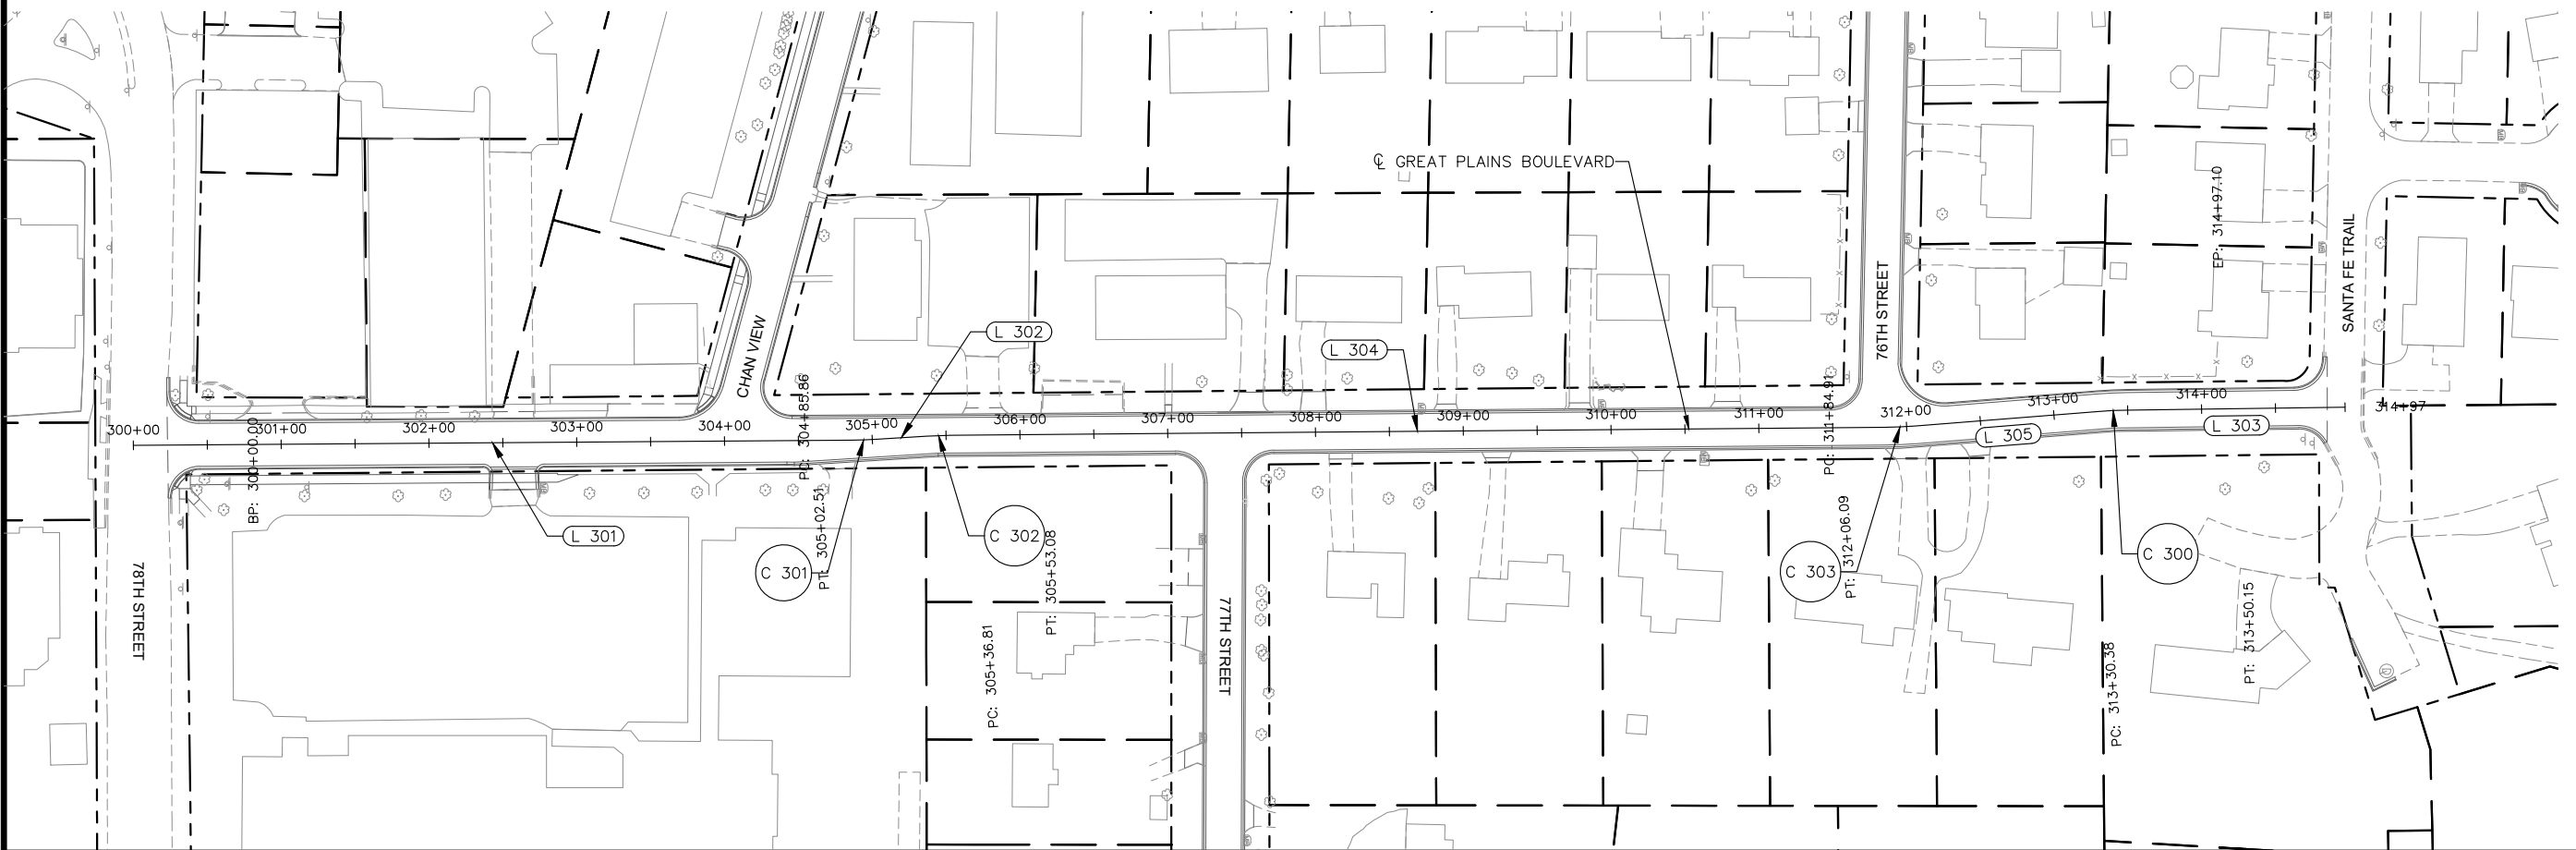 ℄ GREAT PLAINS BOULEVARD
EP: 314+97.10
SANTA FE TRAIL
76TH STREET
CHAN VIEW
L 302
L 304
PC: 304+85.86
PC: 311+84.91
300+00
301+00
302+00
303+00
304+00
305+00
306+00
307+00
308+00
309+00
310+00
311+00
312+00
313+00
314+00
314+97
L 303
L 305
BP: 300+00.00
L 301
C 301
PT: 305+02.51
C 302
PT: 305+53.08
PC: 305+36.81
C 303
PT: 312+06.09
C 300
PT: 313+50.15
PC: 313+30.38
78TH STREET
77TH STREET